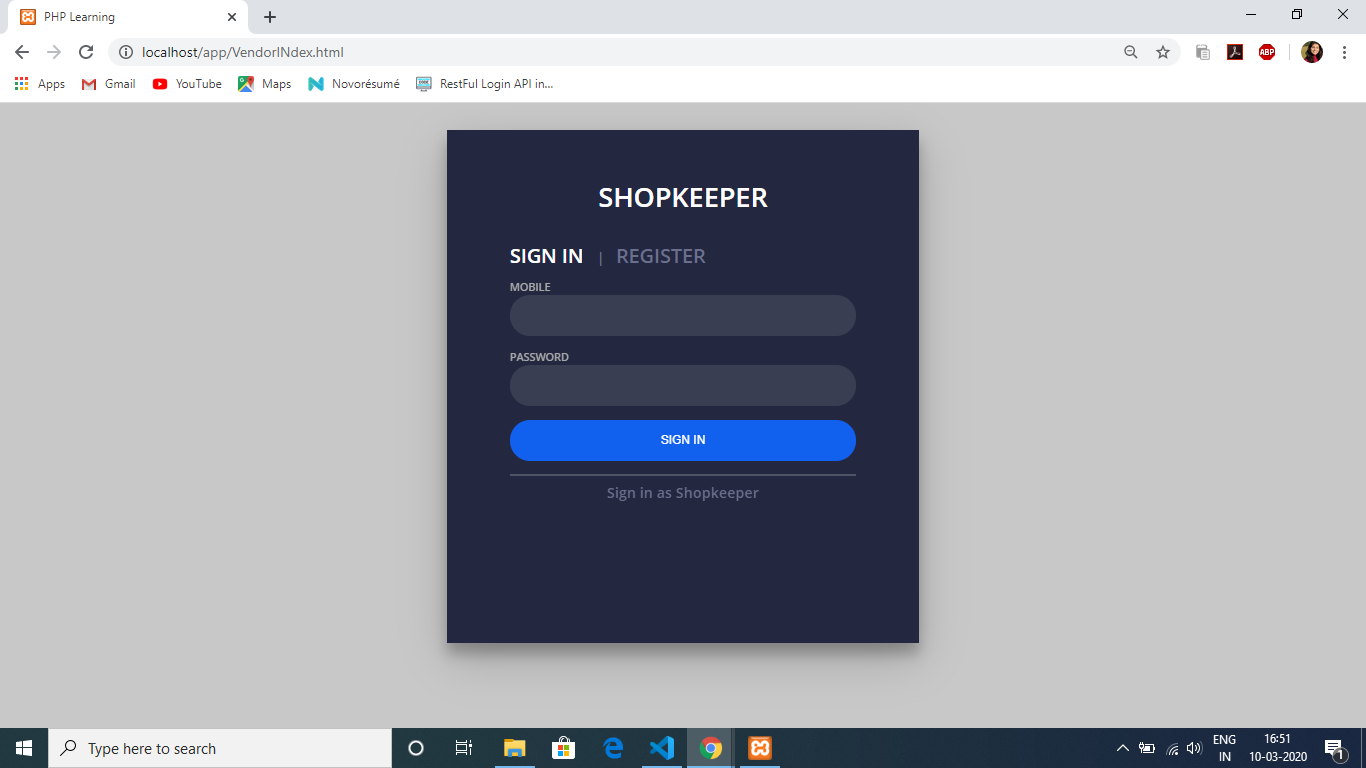 PHP Learning
localhost/app/VendorINdex.html
ABP
Apps Gmail YouTube Maps Novorésumé RestFul Login API in...
SHOPKEEPER
SIGN IN | REGISTER
MOBILE
PASSWORD
SIGN IN
Sign in as Shopkeeper
Type here to search
ENG
IN
16:51
10-03-2020
1